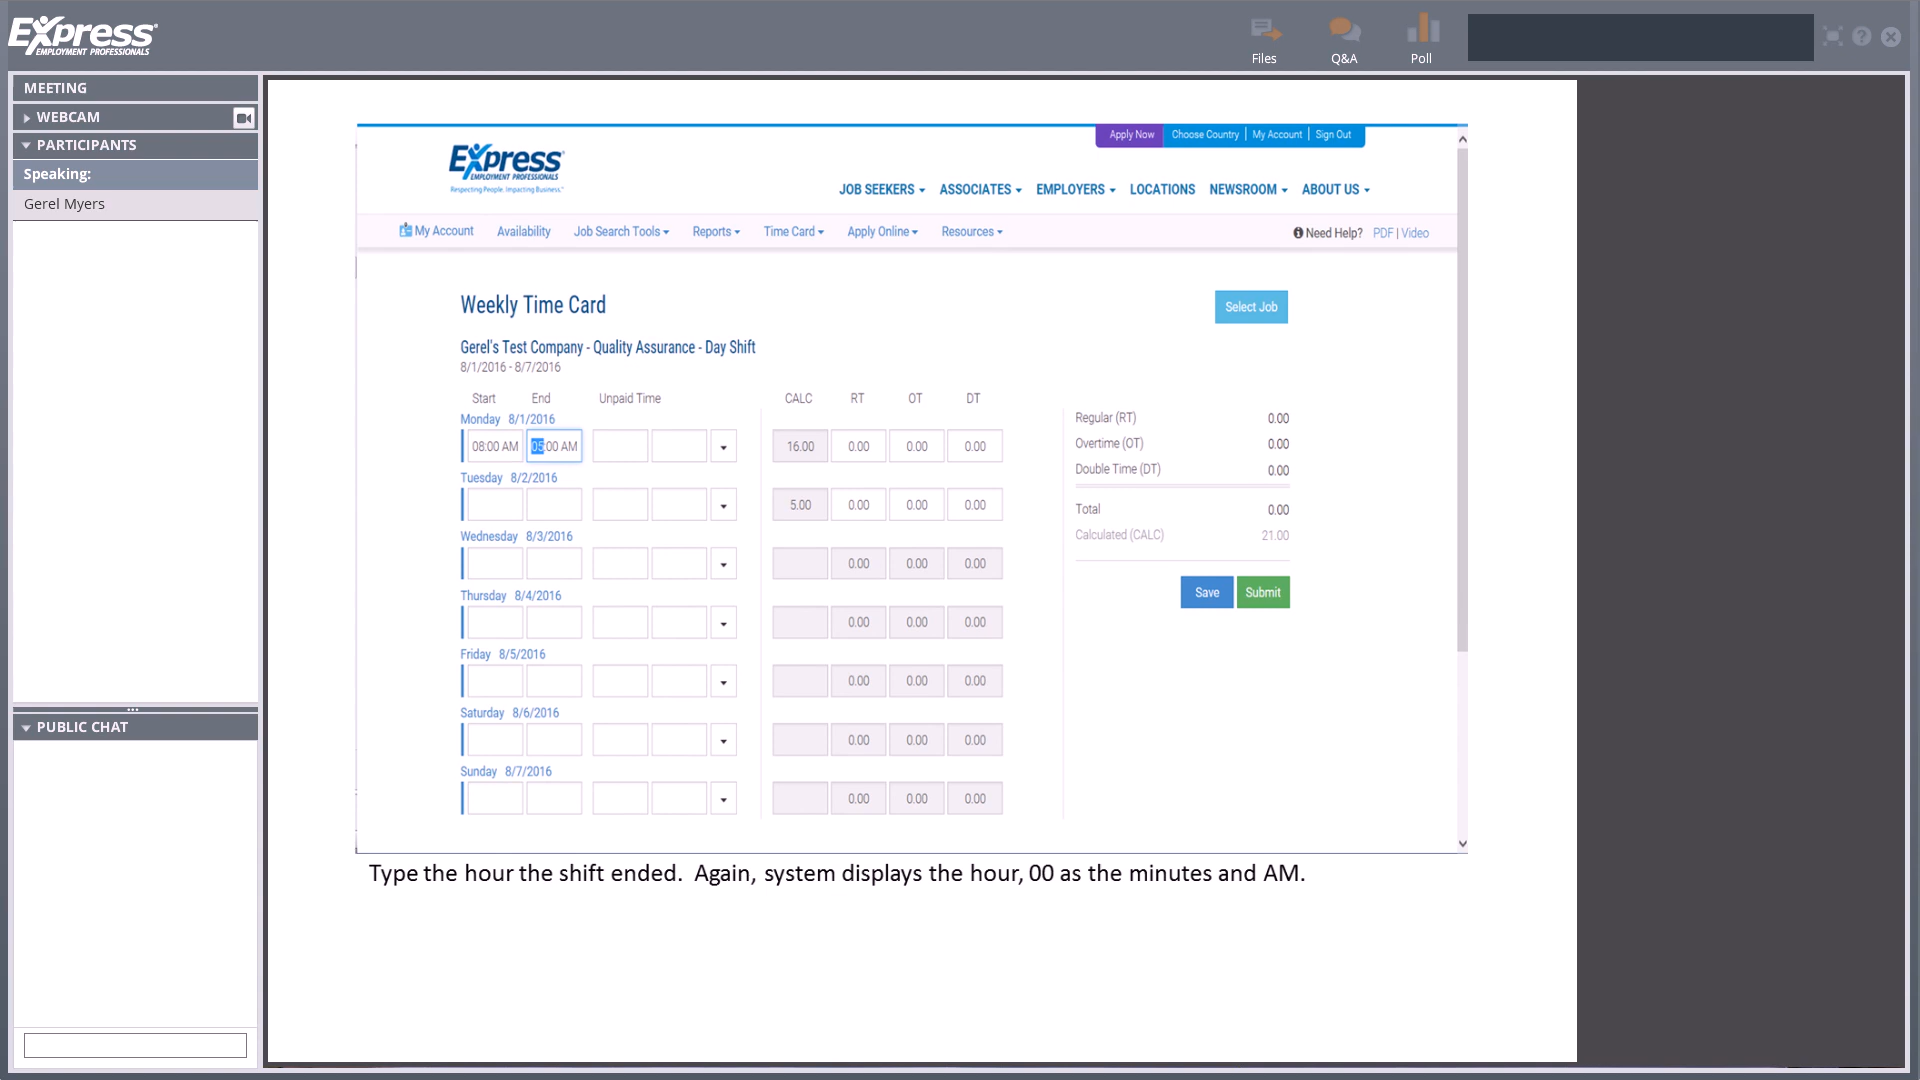 Express
EMPLOYMENT PROFESSIONALS
Files
Q&A
Poll
MEETING
WEBCAM
PARTICIPANTS
Speaking:
Gerel Myers
PUBLIC CHAT
Apply Now Choose Country | My Account | Sign Out
Express
EMPLOYMENT PROFESSIONALS
Respecting People. Impacting Business.
JOB SEEKERS ASSOCIATES EMPLOYERS LOCATIONS NEWSROOM ABOUT US
My Account Availability Job Search Tools Reports Time Card Apply Online Resources Need Help? PDF | Video
Weekly Time Card
Select Job
Gerel's Test Company - Quality Assurance - Day Shift
8/1/2016 - 8/7/2016
Start End Unpaid Time CALC RT OT DT
Monday 8/1/2016
08:00 AM 05:00 AM 16.00 0.00 0.00 0.00
Tuesday 8/2/2016
5.00 0.00 0.00 0.00
Wednesday 8/3/2016
0.00 0.00 0.00
Thursday 8/4/2016
0.00 0.00 0.00
Friday 8/5/2016
0.00 0.00 0.00
Saturday 8/6/2016
0.00 0.00 0.00
Sunday 8/7/2016
0.00 0.00 0.00
Regular (RT) 0.00
Overtime (OT) 0.00
Double Time (DT) 0.00
Total 0.00
Calculated (CALC) 21.00
Save Submit
Type the hour the shift ended. Again, system displays the hour, 00 as the minutes and AM.